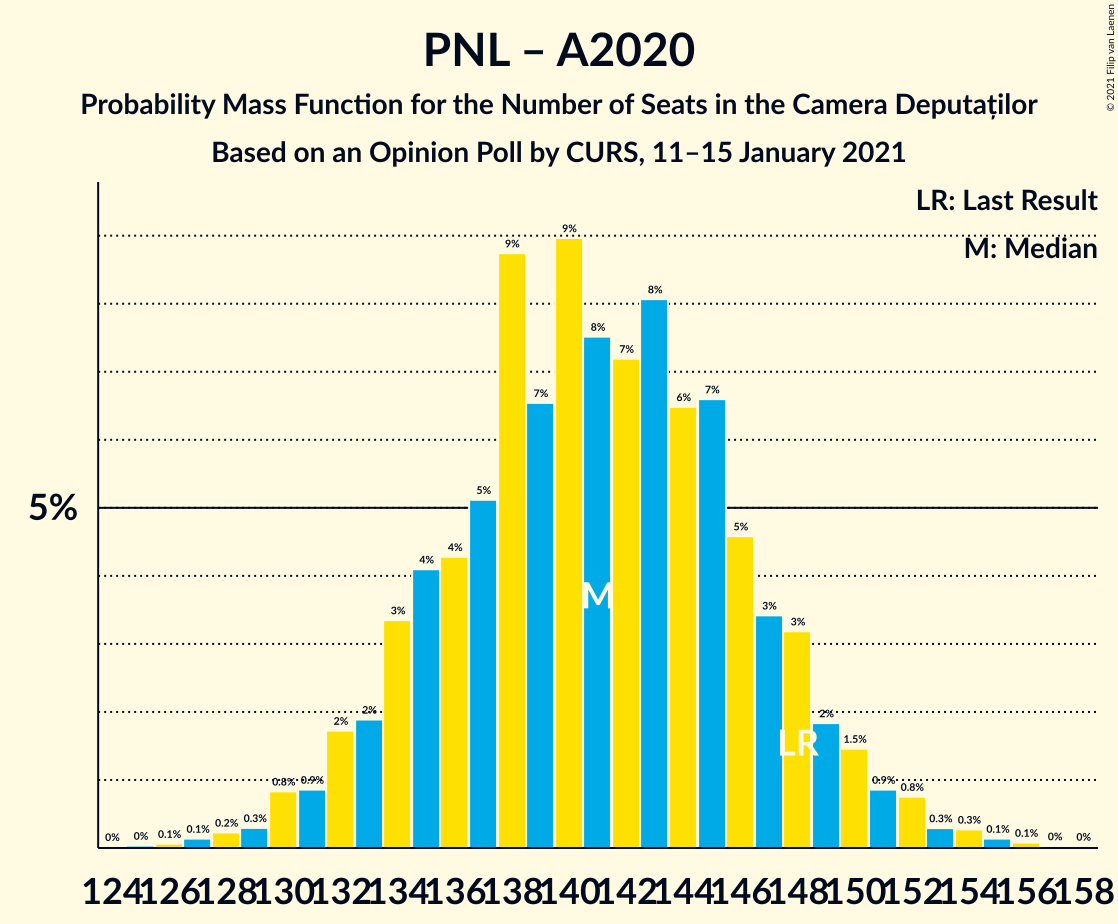 PNL – A2020
Probability Mass Function for the Number of Seats in the Camera Deputaților
Based on an Opinion Poll by CURS, 11–15 January 2021
© 2021 Filip van Laenen
LR: Last Result
M: Median
5%
0% 0% 0.1% 0.1% 0.2% 0.3% 0.8% 0.9% 2% 2% 3% 4% 4% 5% 9% 7% 9% 8% 7% 8% 6% 7% 5% 3% 3% 2% 1.5% 0.9% 0.8% 0.3% 0.3% 0.1% 0.1% 0% 0%
M
LR
124 126 128 130 132 134 136 138 140 142 144 146 148 150 152 154 156 158